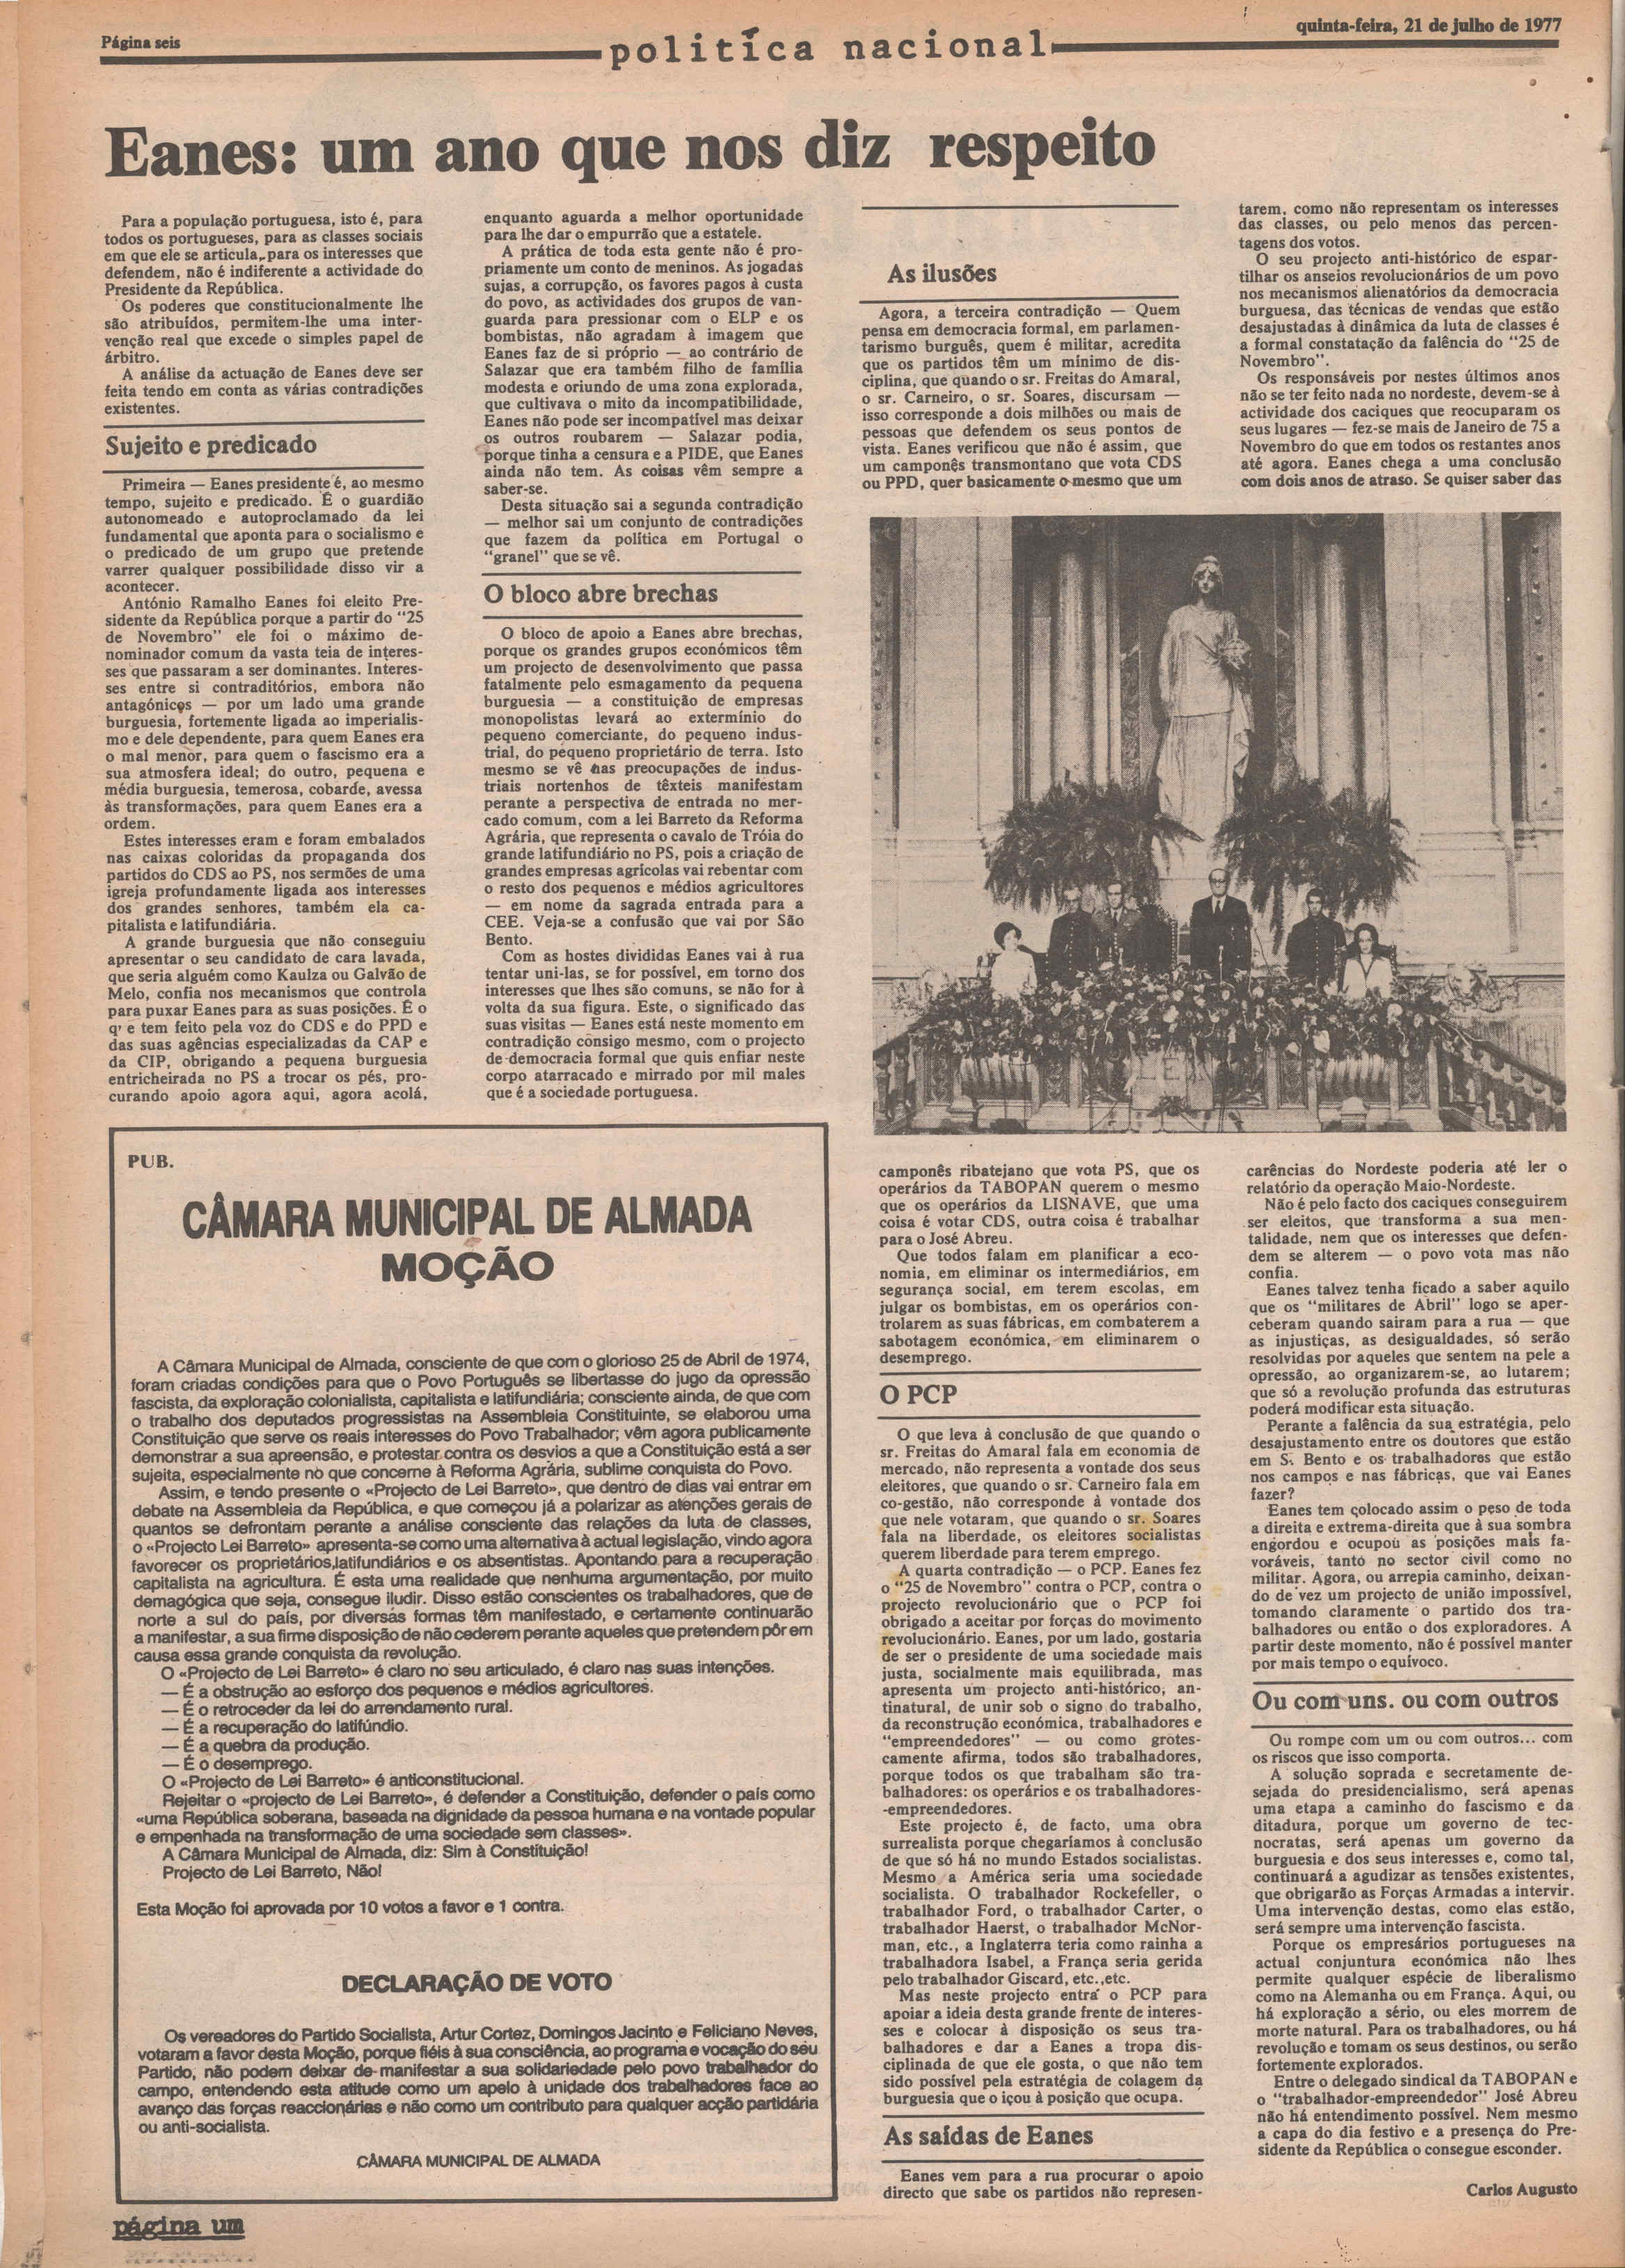 Página seis
política nacional
quinta-feira, 21 de julho de 1977
Eanes: um ano que nos diz respeito
Para a população portuguesa, isto é, para
todos os portugueses, para as classes sociais
em que ele se articula, para os interesses que
defendem, não é indiferente a actividade do
Presidente da República.
Os poderes que constitucionalmente lhe
são atribuídos, permitem-lhe uma inter-
venção real que excede o simples papel de
árbitro.
A análise da actuação de Eanes deve ser
feita tendo em conta as várias contradições
existentes.
Sujeito e predicado
Primeira — Eanes presidente é, ao mesmo
tempo, sujeito e predicado. É o guardião
autonomeado e autoproclamado da lei
fundamental que aponta para o socialismo e
o predicado de um grupo que pretende
varrer qualquer possibilidade disso vir a
acontecer.
António Ramalho Eanes foi eleito Pre-
sidente da República porque a partir do "25
de Novembro" ele foi o máximo de-
nominador comum da vasta teia de interes-
ses que passaram a ser dominantes. Interes-
ses entre si contraditórios, embora não
antagónicos — por um lado uma grande
burguesia, fortemente ligada ao imperialis-
mo e dele dependente, para quem Eanes era
o mal menor, para quem o fascismo era a
sua atmosfera ideal; do outro, pequena e
média burguesia, temerosa, cobarde, avessa
às transformações, para quem Eanes era a
ordem.
Estes interesses eram e foram embalados
nas caixas coloridas da propaganda dos
partidos do CDS ao PS, nos sermões de uma
igreja profundamente ligada aos interesses
dos grandes senhores, também ela ca-
pitalista e latifundiária.
A grande burguesia que não conseguiu
apresentar o seu candidato de cara lavada,
que seria alguém como Kaulza ou Galvão de
Melo, confia nos mecanismos que controla
para puxar Eanes para as suas posições. É o
q' e tem feito pela voz do CDS e do PPD e
das suas agências especializadas da CAP e
da CIP, obrigando a pequena burguesia
entricheirada no PS a trocar os pés, pro-
curando apoio agora aqui, agora acolá,
enquanto aguarda a melhor oportunidade
para lhe dar o empurrão que a estatele.
A prática de toda esta gente não é pro-
priamente um conto de meninos. As jogadas
sujas, a corrupção, os favores pagos à custa
do povo, as actividades dos grupos de van-
guarda para pressionar com o ELP e os
bombistas, não agradam à imagem que
Eanes faz de si próprio — ao contrário de
Salazar que era também filho de família
modesta e oriundo de uma zona explorada,
que cultivava o mito da incompatibilidade,
Eanes não pode ser incompatível mas deixar
os outros roubarem — Salazar podia,
porque tinha a censura e a PIDE, que Eanes
ainda não tem. As coisas vêm sempre a
saber-se.
Desta situação sai a segunda contradição
— melhor sai um conjunto de contradições
que fazem da política em Portugal o
"granel" que se vê.
O bloco abre brechas
O bloco de apoio a Eanes abre brechas,
porque os grandes grupos económicos têm
um projecto de desenvolvimento que passa
fatalmente pelo esmagamento da pequena
burguesia — a constituição de empresas
monopolistas levará ao extermínio do
pequeno comerciante, do pequeno indus-
trial, do pequeno proprietário de terra. Isto
mesmo se vê nas preocupações de indus-
triais nortenhos de têxteis manifestam
perante a perspectiva de entrada no mer-
cado comum, com a lei Barreto da Reforma
Agrária, que representa o cavalo de Tróia do
grande latifundiário no PS, pois a criação de
grandes empresas agrícolas vai rebentar com
o resto dos pequenos e médios agricultores
— em nome da sagrada entrada para a
CEE. Veja-se a confusão que vai por São
Bento.
Com as hostes divididas Eanes vai à rua
tentar uni-las, se for possível, em torno dos
interesses que lhes são comuns, se não for à
volta da sua figura. Este, o significado das
suas visitas — Eanes está neste momento em
contradição consigo mesmo, com o projecto
de democracia formal que quis enfiar neste
corpo atarracado e mirrado por mil males
que é a sociedade portuguesa.
As ilusões
Agora, a terceira contradição — Quem
pensa em democracia formal, em parlamen-
tarismo burguês, quem é militar, acredita
que os partidos têm um mínimo de dis-
ciplina, que quando o sr. Freitas do Amaral,
o sr. Carneiro, o sr. Soares, discursam —
isso corresponde a dois milhões ou mais de
pessoas que defendem os seus pontos de
vista. Eanes verificou que não é assim, que
um camponês transmontano que vota CDS
ou PPD, quer basicamente o mesmo que um
camponês ribatejano que vota PS, que os
operários da TABOPAN querem o mesmo
que os operários da LISNAVE, que uma
coisa é votar CDS, outra coisa é trabalhar
para o José Abreu.
Que todos falam em planificar a eco-
nomia, em eliminar os intermediários, em
segurança social, em terem escolas, em
julgar os bombistas, em os operários con-
trolarem as suas fábricas, em combaterem a
sabotagem económica, em eliminarem o
desemprego.
O PCP
O que leva à conclusão de que quando o
sr. Freitas do Amaral fala em economia de
mercado, não representa a vontade dos seus
eleitores, que quando o sr. Carneiro fala em
co-gestão, não corresponde à vontade dos
que nele votaram, que quando o sr. Soares
fala na liberdade, os eleitores socialistas
querem liberdade para terem emprego.
A quarta contradição — o PCP. Eanes fez
o "25 de Novembro" contra o PCP, contra o
projecto revolucionário que o PCP foi
obrigado a aceitar por forças do movimento
revolucionário. Eanes, por um lado, gostaria
de ser o presidente de uma sociedade mais
justa, socialmente mais equilibrada, mas
apresenta um projecto anti-histórico, an-
tinatural, de unir sob o signo do trabalho,
da reconstrução económica, trabalhadores e
"empreendedores" — ou como grotes-
camente afirma, todos são trabalhadores,
porque todos os que trabalham são tra-
balhadores: os operários e os trabalhadores-
-empreendedores.
Este projecto é, de facto, uma obra
surrealista porque chegaríamos à conclusão
de que só há no mundo Estados socialistas.
Mesmo a América seria uma sociedade
socialista. O trabalhador Rockefeller, o
trabalhador Ford, o trabalhador Carter, o
trabalhador Haerst, o trabalhador McNor-
man, etc., a Inglaterra teria como rainha a
trabalhadora Isabel, a França seria gerida
pelo trabalhador Giscard, etc.,etc.
Mas neste projecto entra o PCP para
apoiar a ideia desta grande frente de interes-
ses e colocar à disposição os seus tra-
balhadores e dar a Eanes a tropa dis-
ciplinada de que ele gosta, o que não tem
sido possível pela estratégia de colagem da
burguesia que o içou à posição que ocupa.
As saídas de Eanes
Eanes vem para a rua procurar o apoio
directo que sabe os partidos não represen-
tarem, como não representam os interesses
das classes, ou pelo menos das percen-
tagens dos votos.
O seu projecto anti-histórico de espar-
tilhar os anseios revolucionários de um povo
nos mecanismos alienatórios da democracia
burguesa, das técnicas de vendas que estão
desajustadas à dinâmica da luta de classes é
a formal constatação da falência do "25 de
Novembro".
Os responsáveis por nestes últimos anos
não se ter feito nada no nordeste, devem-se à
actividade dos caciques que reocuparam os
seus lugares — fez-se mais de Janeiro de 75 a
Novembro do que em todos os restantes anos
até agora. Eanes chega a uma conclusão
com dois anos de atraso. Se quiser saber das
carências do Nordeste poderia até ler o
relatório da operação Maio-Nordeste.
Não é pelo facto dos caciques conseguirem
ser eleitos, que transforma a sua men-
talidade, nem que os interesses que defen-
dem se alterem — o povo vota mas não
confia.
Eanes talvez tenha ficado a saber aquilo
que os "militares de Abril" logo se aper-
ceberam quando sairam para a rua — que
as injustiças, as desigualdades, só serão
resolvidas por aqueles que sentem na pele a
opressão, ao organizarem-se, ao lutarem;
que só a revolução profunda das estruturas
poderá modificar esta situação.
Perante a falência da sua estratégia, pelo
desajustamento entre os doutores que estão
em S. Bento e os trabalhadores que estão
nos campos e nas fábricas, que vai Eanes
fazer?
Eanes tem colocado assim o peso de toda
a direita e extrema-direita que à sua sombra
engordou e ocupou as posições mais fa-
voráveis, tanto no sector civil como no
militar. Agora, ou arrepia caminho, deixan-
do de vez um projecto de união impossível,
tomando claramente o partido dos tra-
balhadores ou então o dos exploradores. A
partir deste momento, não é possível manter
por mais tempo o equívoco.
Ou com uns. ou com outros
Ou rompe com um ou com outros... com
os riscos que isso comporta.
A solução soprada e secretamente de-
sejada do presidencialismo, será apenas
uma etapa a caminho do fascismo e da
ditadura, porque um governo de tec-
nocratas, será apenas um governo da
burguesia e dos seus interesses e, como tal,
continuará a agudizar as tensões existentes,
que obrigarão as Forças Armadas a intervir.
Uma intervenção destas, como elas estão,
será sempre uma intervenção fascista.
Porque os empresários portugueses na
actual conjuntura económica não lhes
permite qualquer espécie de liberalismo
como na Alemanha ou em França. Aqui, ou
há exploração a sério, ou eles morrem de
morte natural. Para os trabalhadores, ou há
revolução e tomam os seus destinos, ou serão
fortemente explorados.
Entre o delegado sindical da TABOPAN e
o "trabalhador-empreendedor" José Abreu
não há entendimento possível. Nem mesmo
a capa do dia festivo e a presença do Pre-
sidente da República o consegue esconder.
Carlos Augusto
PUB.
CÂMARA MUNICIPAL DE ALMADA
MOÇÃO
A Câmara Municipal de Almada, consciente de que com o glorioso 25 de Abril de 1974,
foram criadas condições para que o Povo Português se libertasse do jugo da opressão
fascista, da exploração colonialista, capitalista e latifundiária; consciente ainda, de que com
o trabalho dos deputados progressistas na Assembleia Constituinte, se elaborou uma
Constituição que serve os reais interesses do Povo Trabalhador; vêm agora publicamente
demonstrar a sua apreensão, e protestar contra os desvios a que a Constituição está a ser
sujeita, especialmente no que concerne à Reforma Agrária, sublime conquista do Povo.
Assim, e tendo presente o «Projecto de Lei Barreto», que dentro de dias vai entrar em
debate na Assembleia da República, e que começou já a polarizar as atenções gerais de
quantos se defrontam perante a análise consciente das relações da luta de classes,
o «Projecto Lei Barreto» apresenta-se como uma alternativa à actual legislação, vindo agora
favorecer os proprietários,latifundiários e os absentistas. Apontando para a recuperação
capitalista na agricultura. É esta uma realidade que nenhuma argumentação, por muito
demagógica que seja, consegue iludir. Disso estão conscientes os trabalhadores, que de
norte a sul do país, por diversas formas têm manifestado, e certamente continuarão
a manifestar, a sua firme disposição de não cederem perante aqueles que pretendem pôr em
causa essa grande conquista da revolução.
O «Projecto de Lei Barreto» é claro no seu articulado, é claro nas suas intenções.
— É a obstrução ao esforço dos pequenos e médios agricultores.
— É o retroceder da lei do arrendamento rural.
— É a recuperação do latifúndio.
— É a quebra da produção.
— É o desemprego.
O «Projecto de Lei Barreto» é anticonstitucional.
Rejeitar o «projecto de Lei Barreto», é defender a Constituição, defender o país como
«uma República soberana, baseada na dignidade da pessoa humana e na vontade popular
e empenhada na transformação de uma sociedade sem classes».
A Câmara Municipal de Almada, diz: Sim à Constituição!
Projecto de Lei Barreto, Não!
Esta Moção foi aprovada por 10 votos a favor e 1 contra.
DECLARAÇÃO DE VOTO
Os vereadores do Partido Socialista, Artur Cortez, Domingos Jacinto e Feliciano Neves,
votaram a favor desta Moção, porque fiéis à sua consciência, ao programa e vocação do seu
Partido, não podem deixar de manifestar a sua solidariedade pelo povo trabalhador do
campo, entendendo esta atitude como um apelo à unidade dos trabalhadores face ao
avanço das forças reaccionárias e não como um contributo para qualquer acção partidária
ou anti-socialista.
CÂMARA MUNICIPAL DE ALMADA
página um